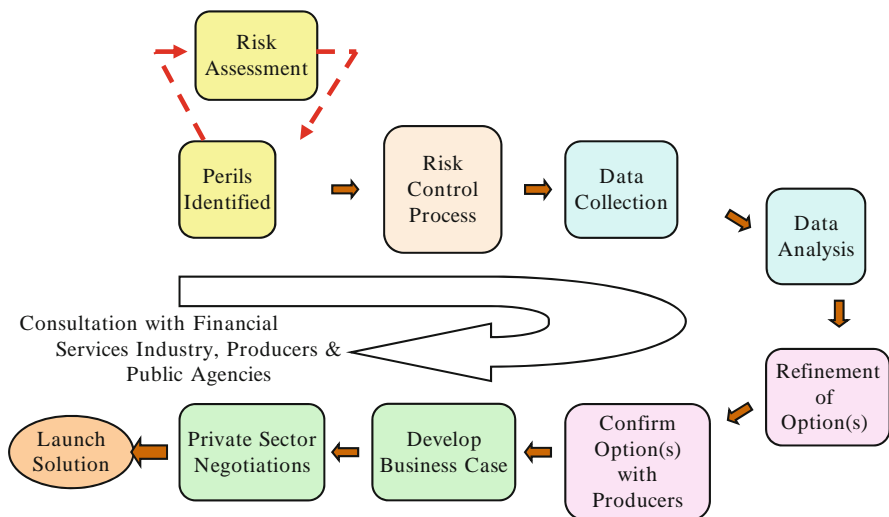 Risk
Assessment
Perils
Identified
Risk
Control
Process
Data
Collection
Data
Analysis
Consultation with Financial
Services Industry, Producers &
Public Agencies
Refinement
of
Option(s)
Confirm
Option(s)
with
Producers
Develop
Business Case
Private Sector
Negotiations
Launch
Solution